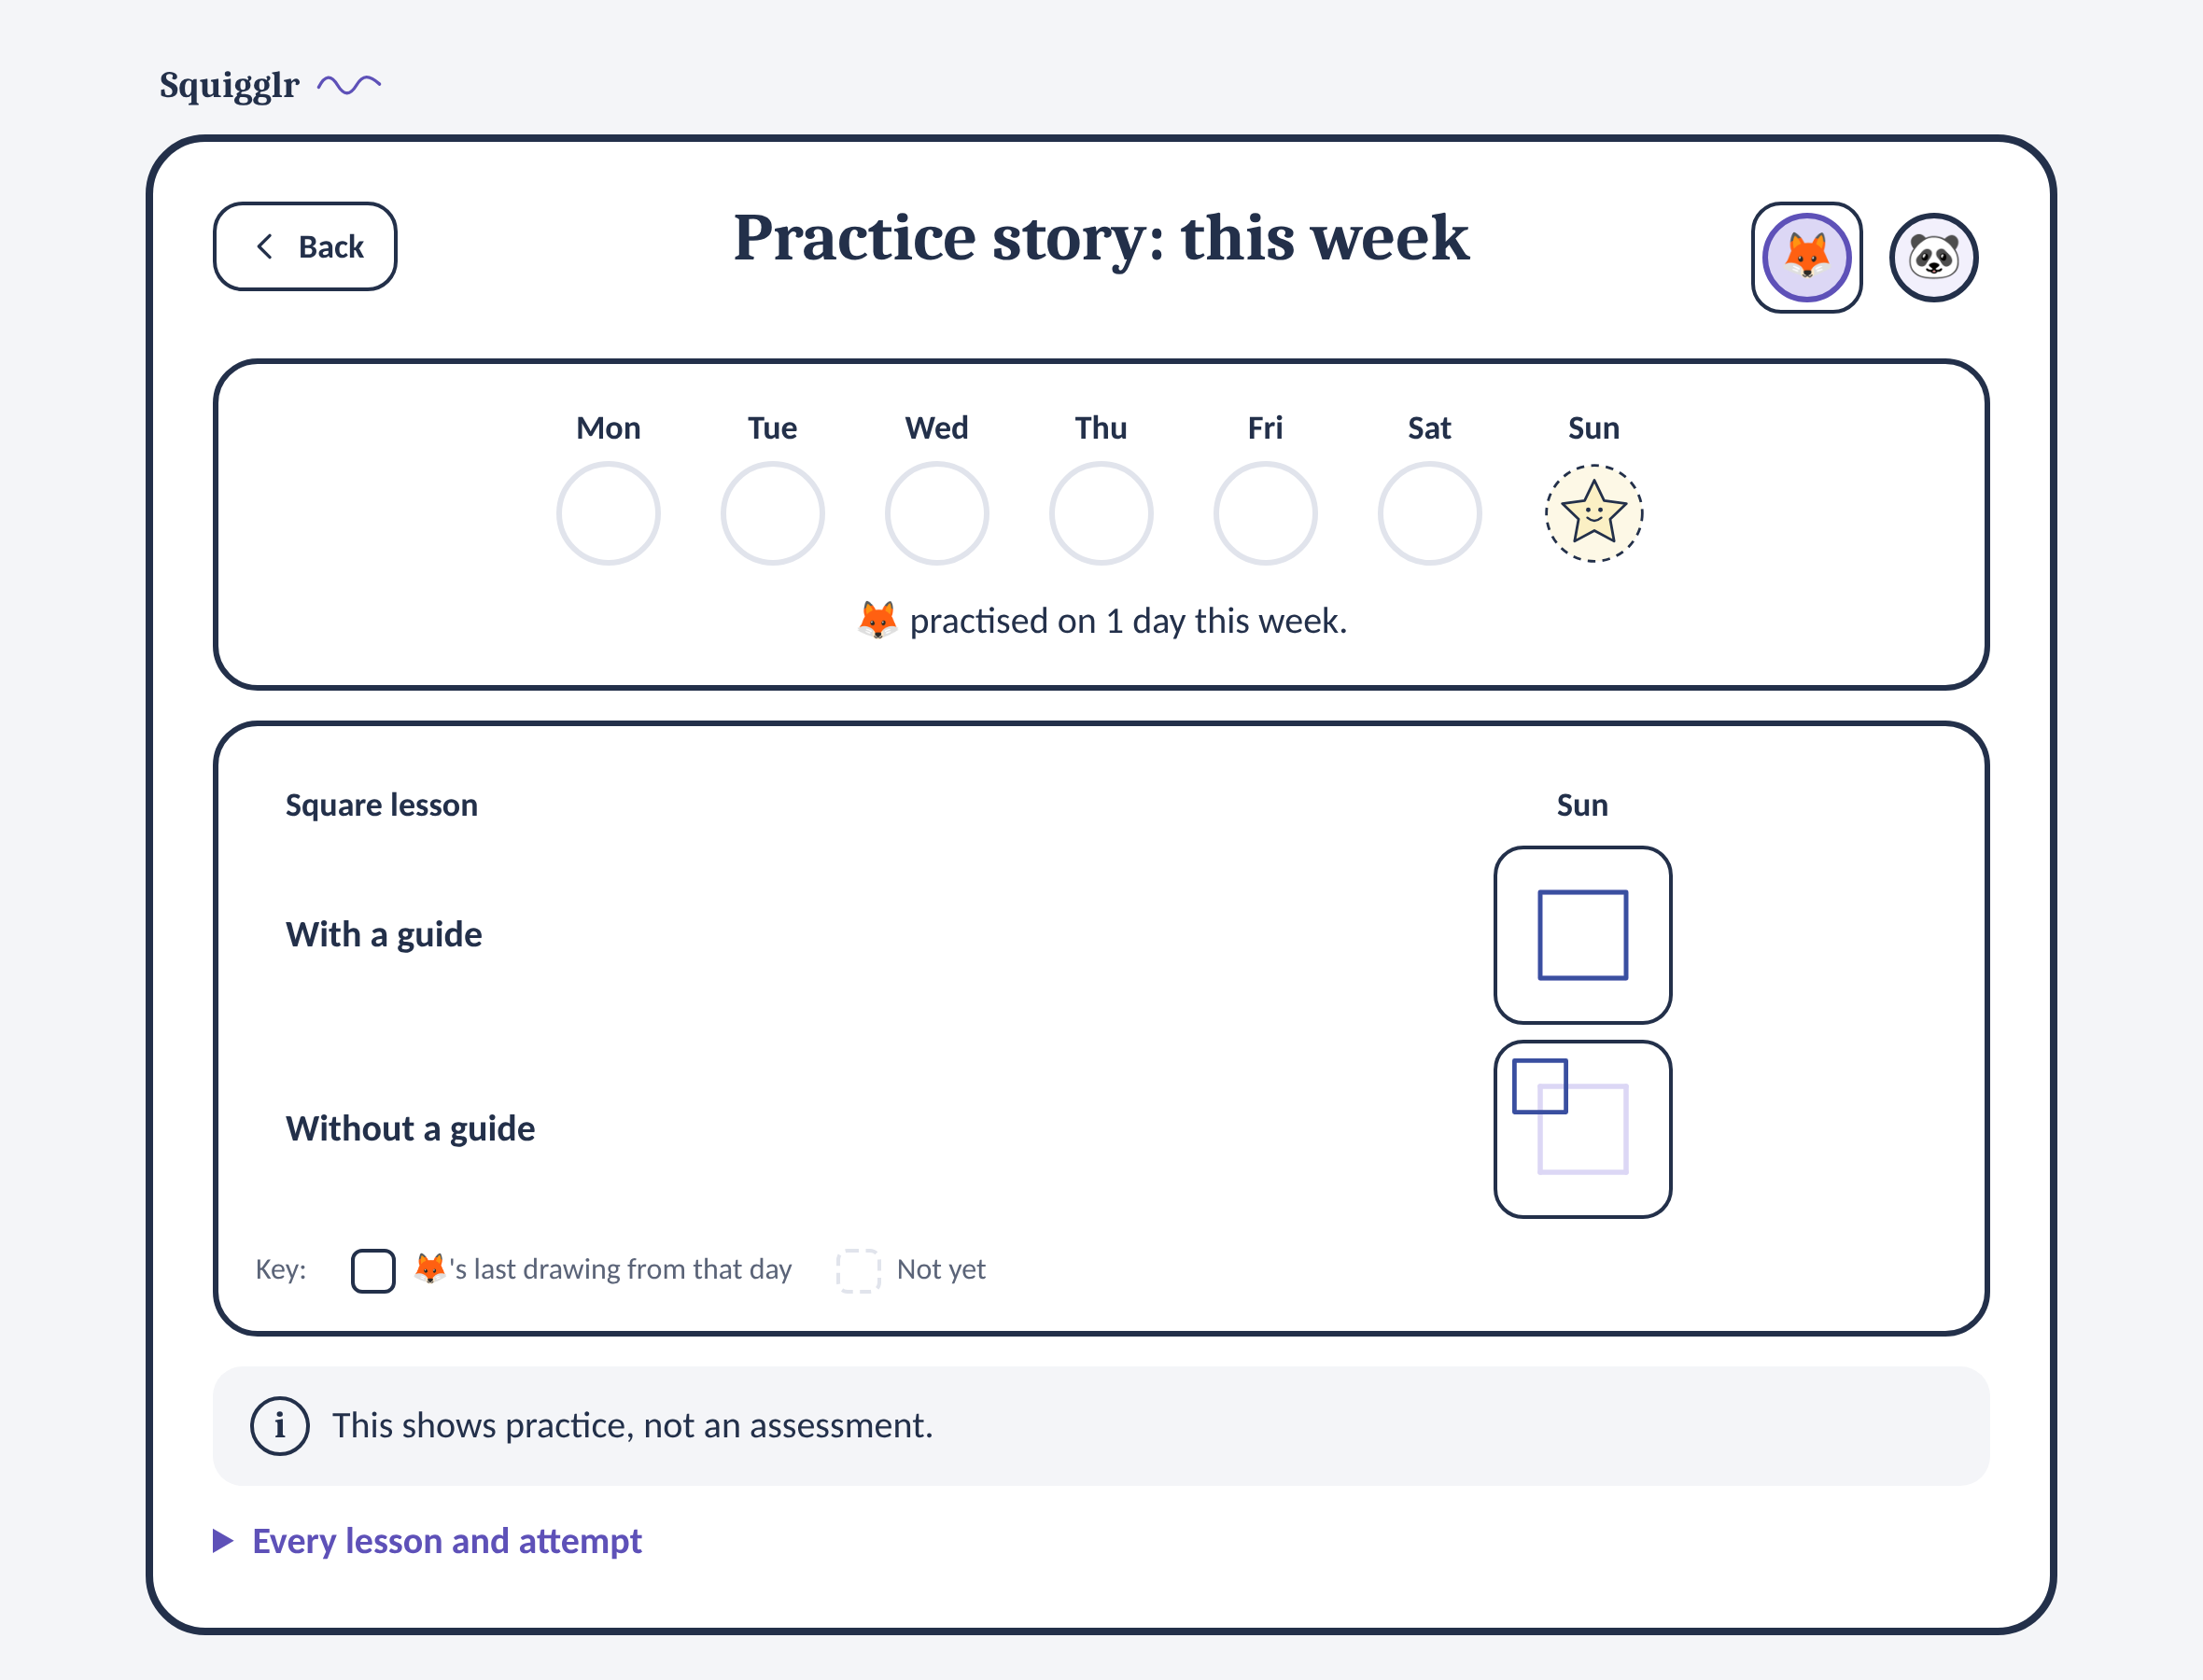 Squigglr
Back
Practice story: this week
Mon Tue Wed Thu Fri Sat Sun
🦊 practised on 1 day this week.
Square lesson Sun
With a guide
Without a guide
Key: 🦊's last drawing from that day Not yet
i This shows practice, not an assessment.
Every lesson and attempt